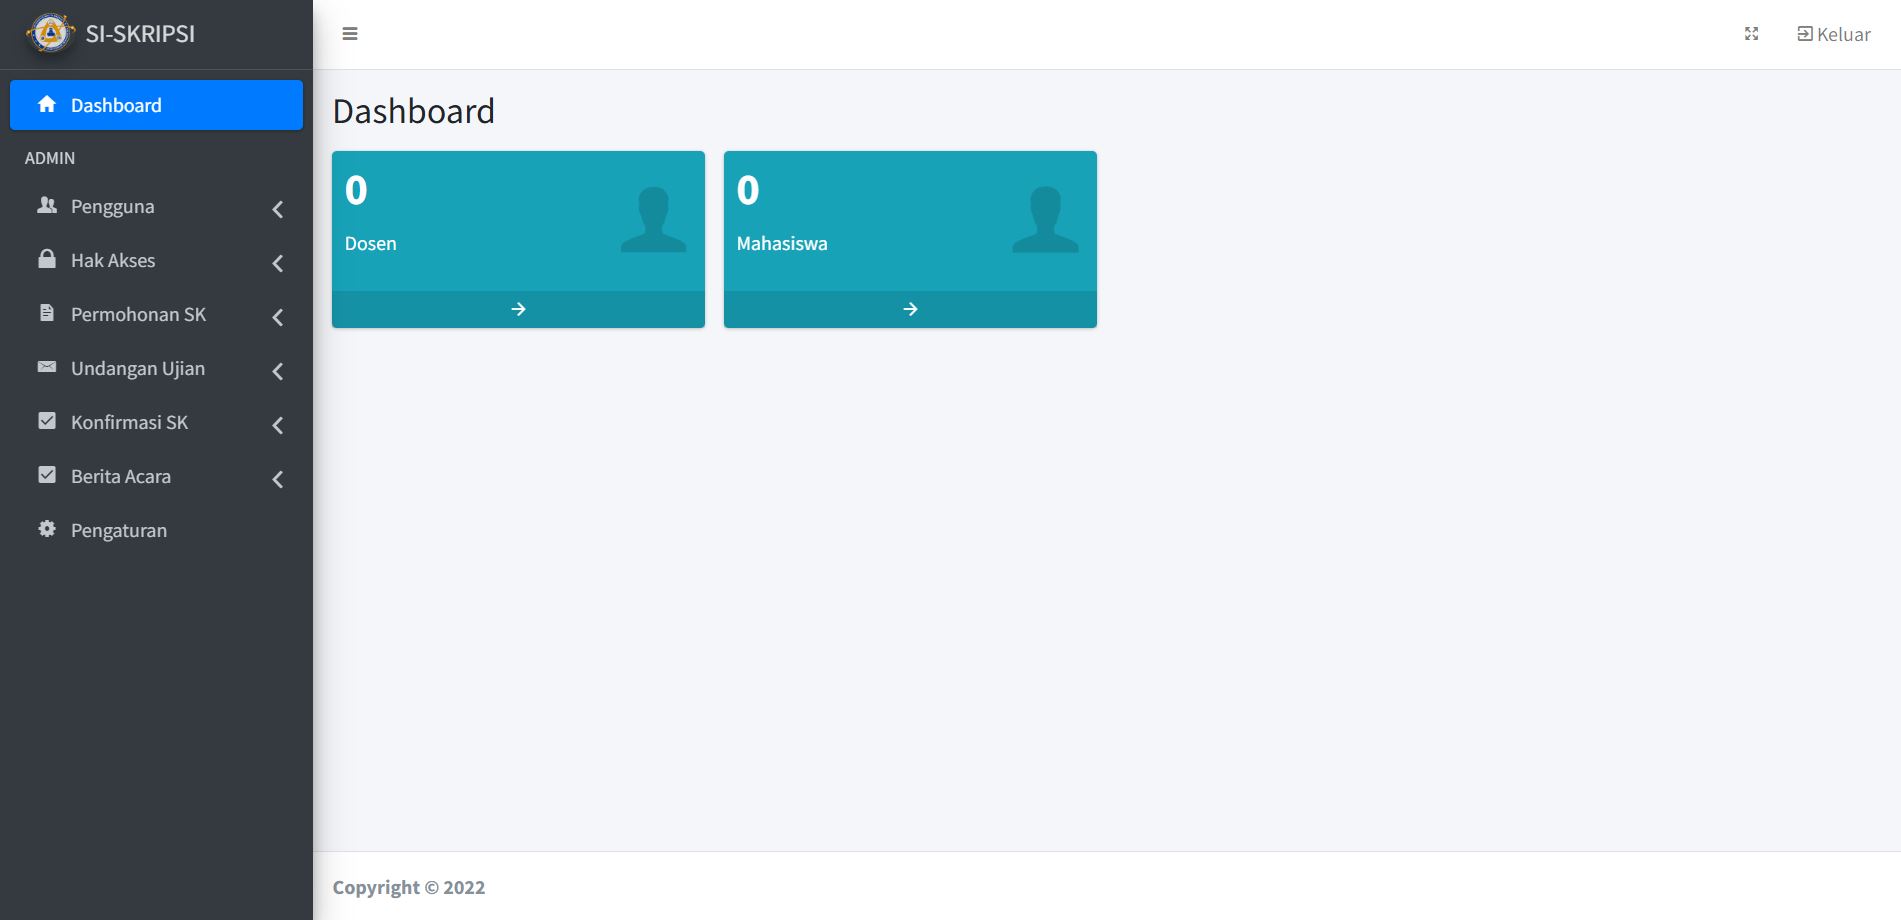 SI-SKRIPSI
Keluar
Dashboard
ADMIN
Pengguna
Hak Akses
Permohonan SK
Undangan Ujian
Konfirmasi SK
Berita Acara
Pengaturan
Dashboard
0
Dosen
0
Mahasiswa
Copyright © 2022